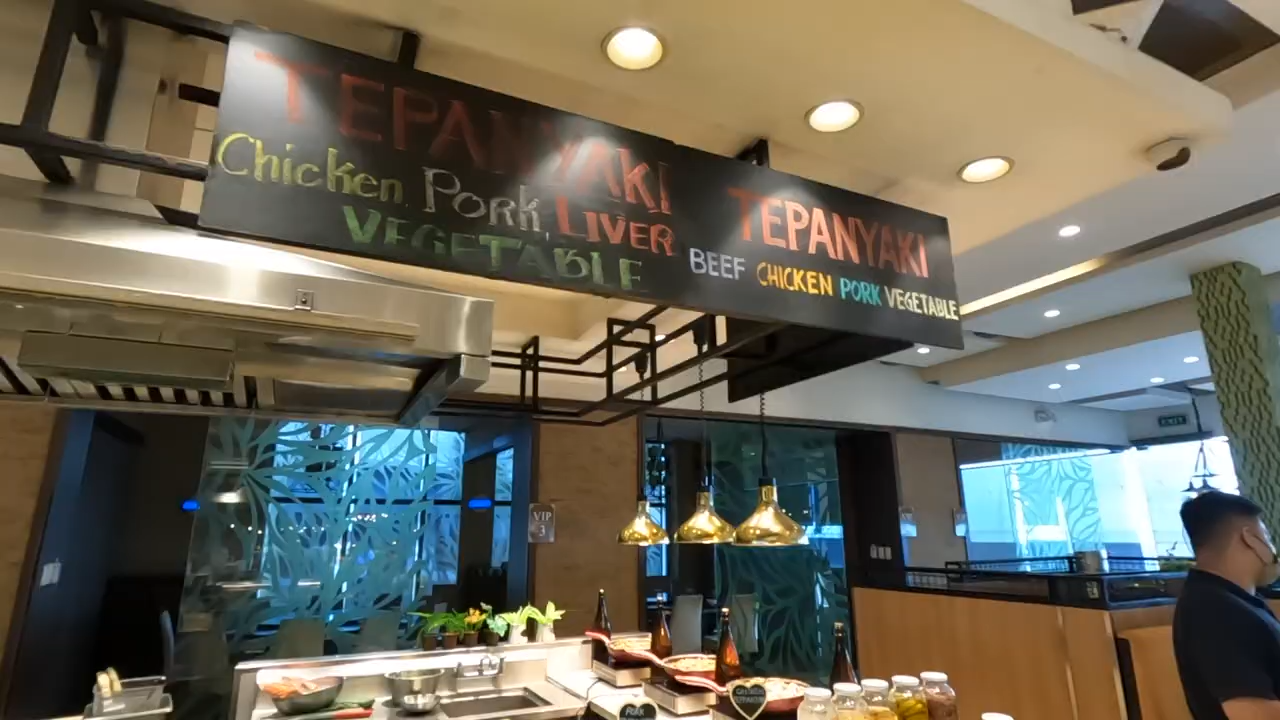 TEPANYAKI
Chicken, Pork, LIVER
VEGETABLE
TEPANYAKI
BEEF CHICKEN PORK VEGETABLE
VIP
3
EXIT